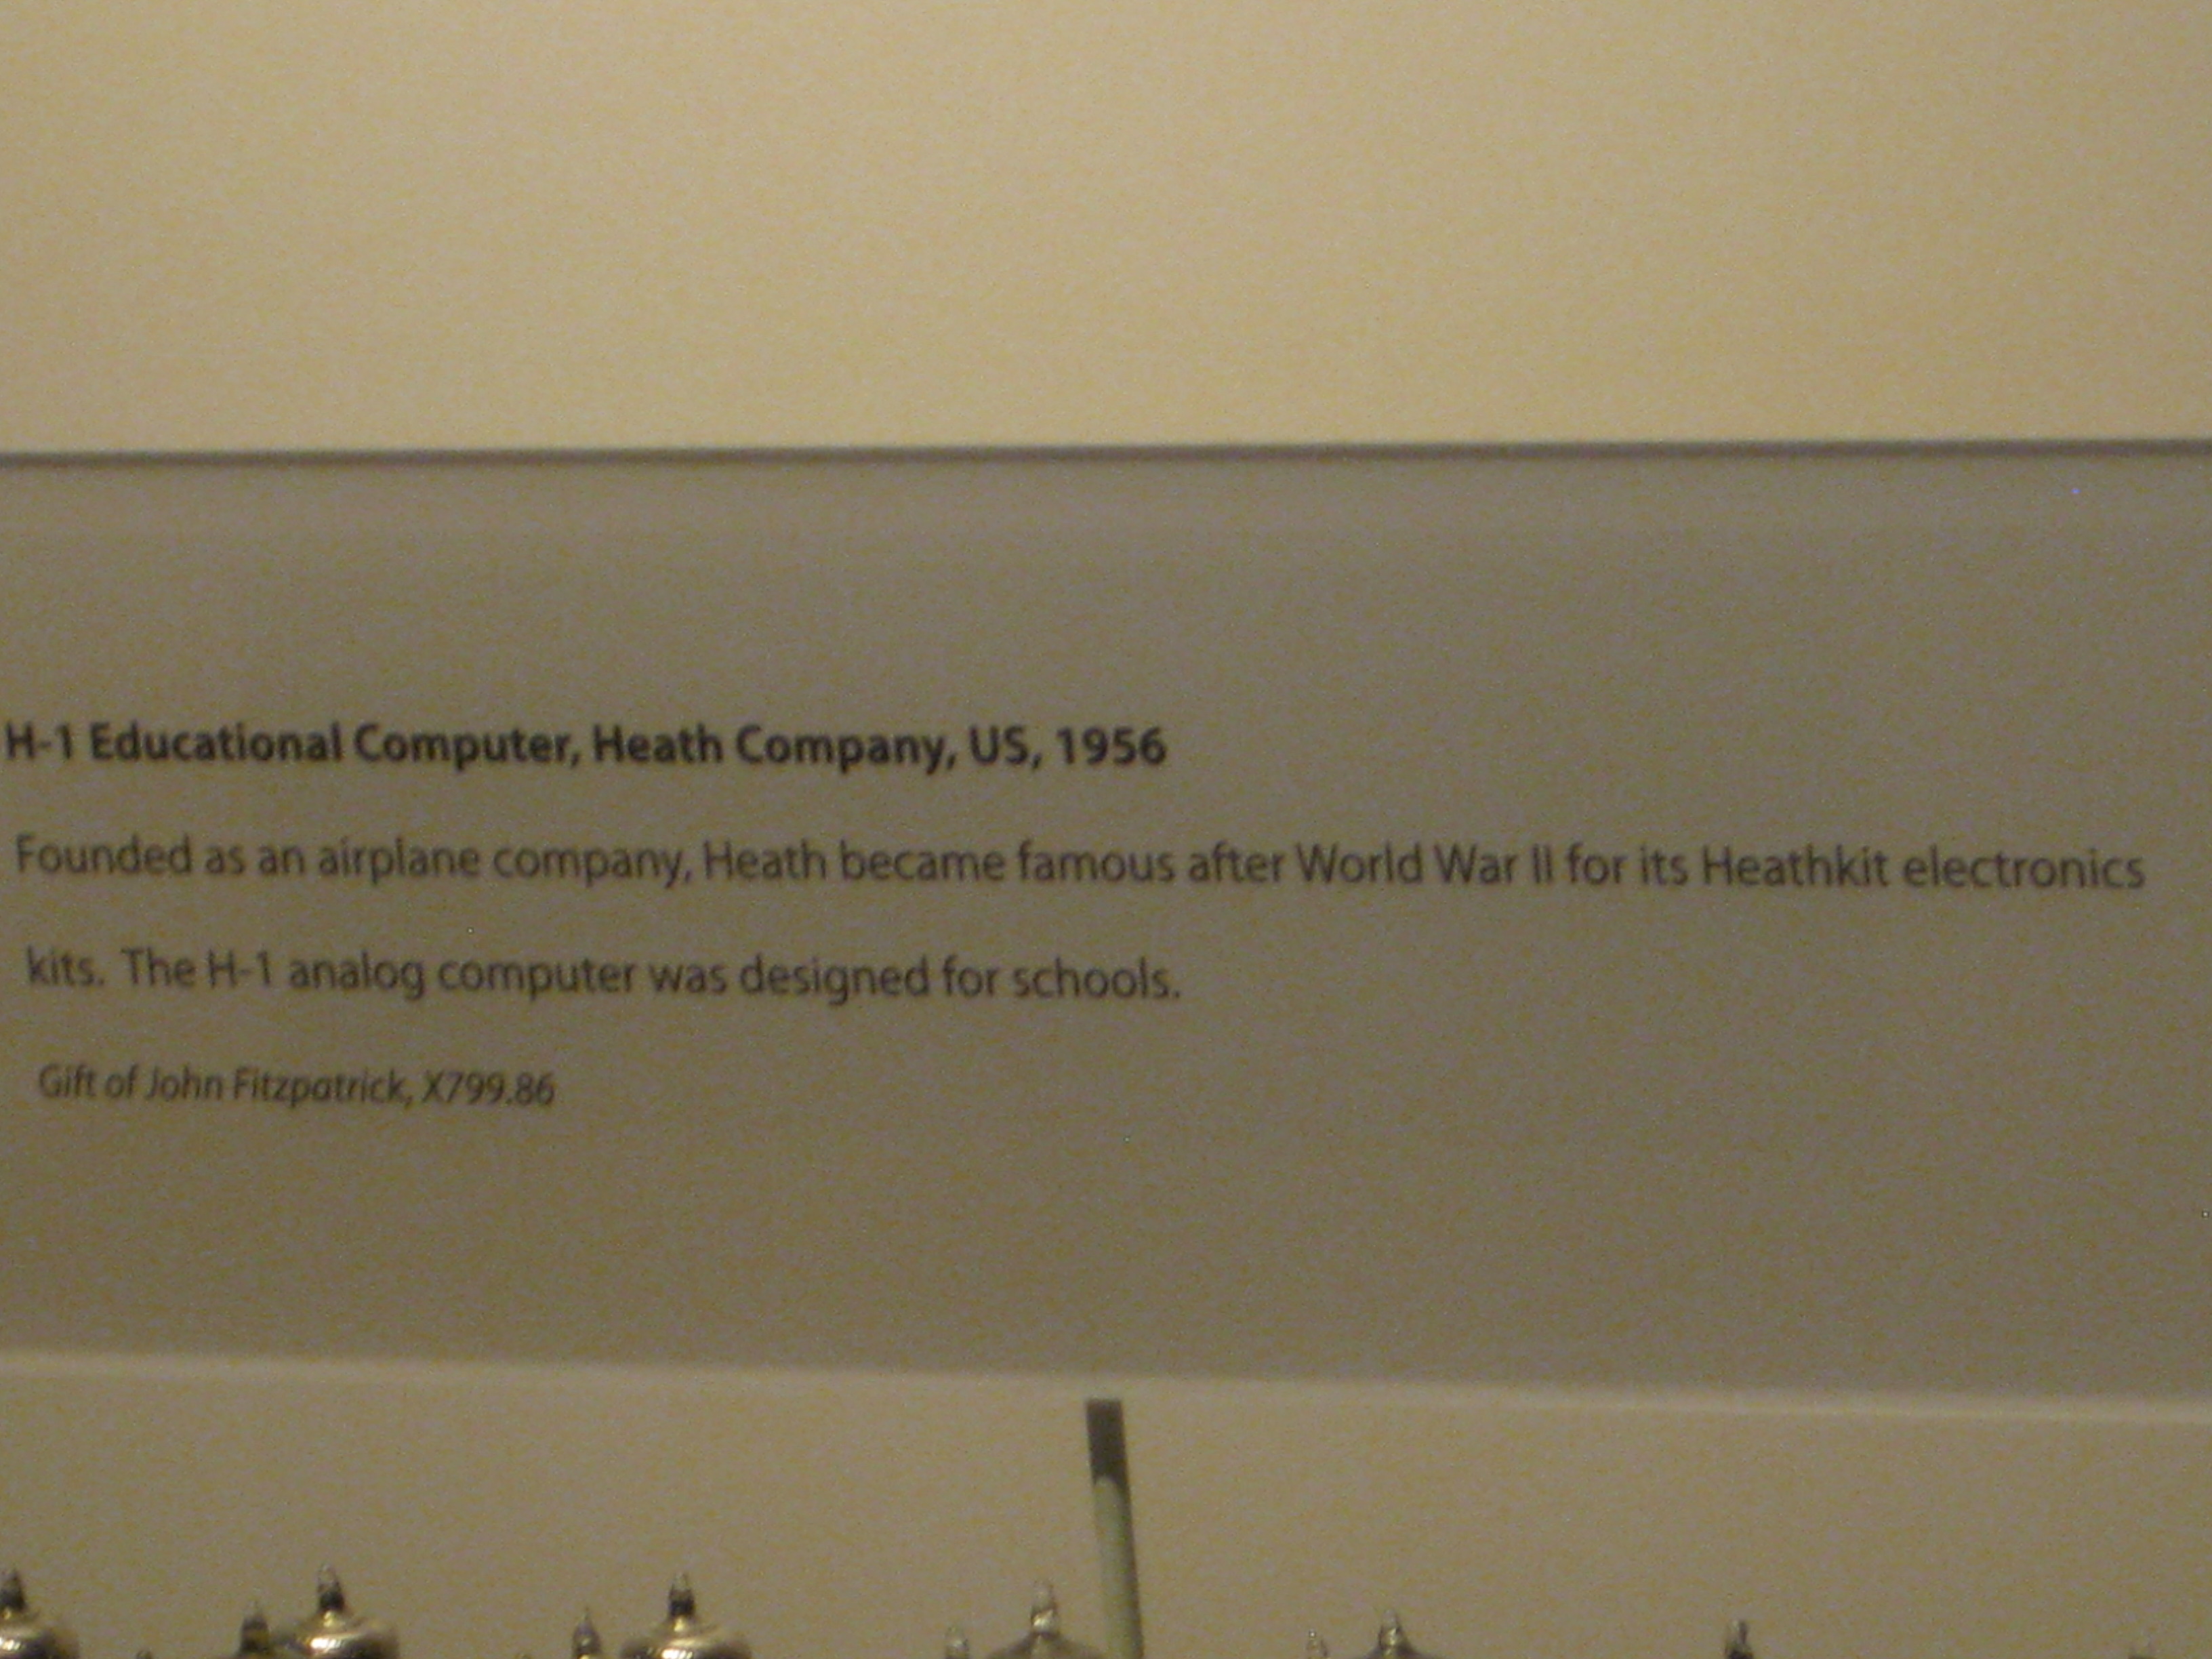 H-1 Educational Computer, Heath Company, US, 1956
Founded as an airplane company, Heath became famous after World War II for its Heathkit electronics
kits. The H-1 analog computer was designed for schools.
Gift of John Fitzpatrick, X799.86